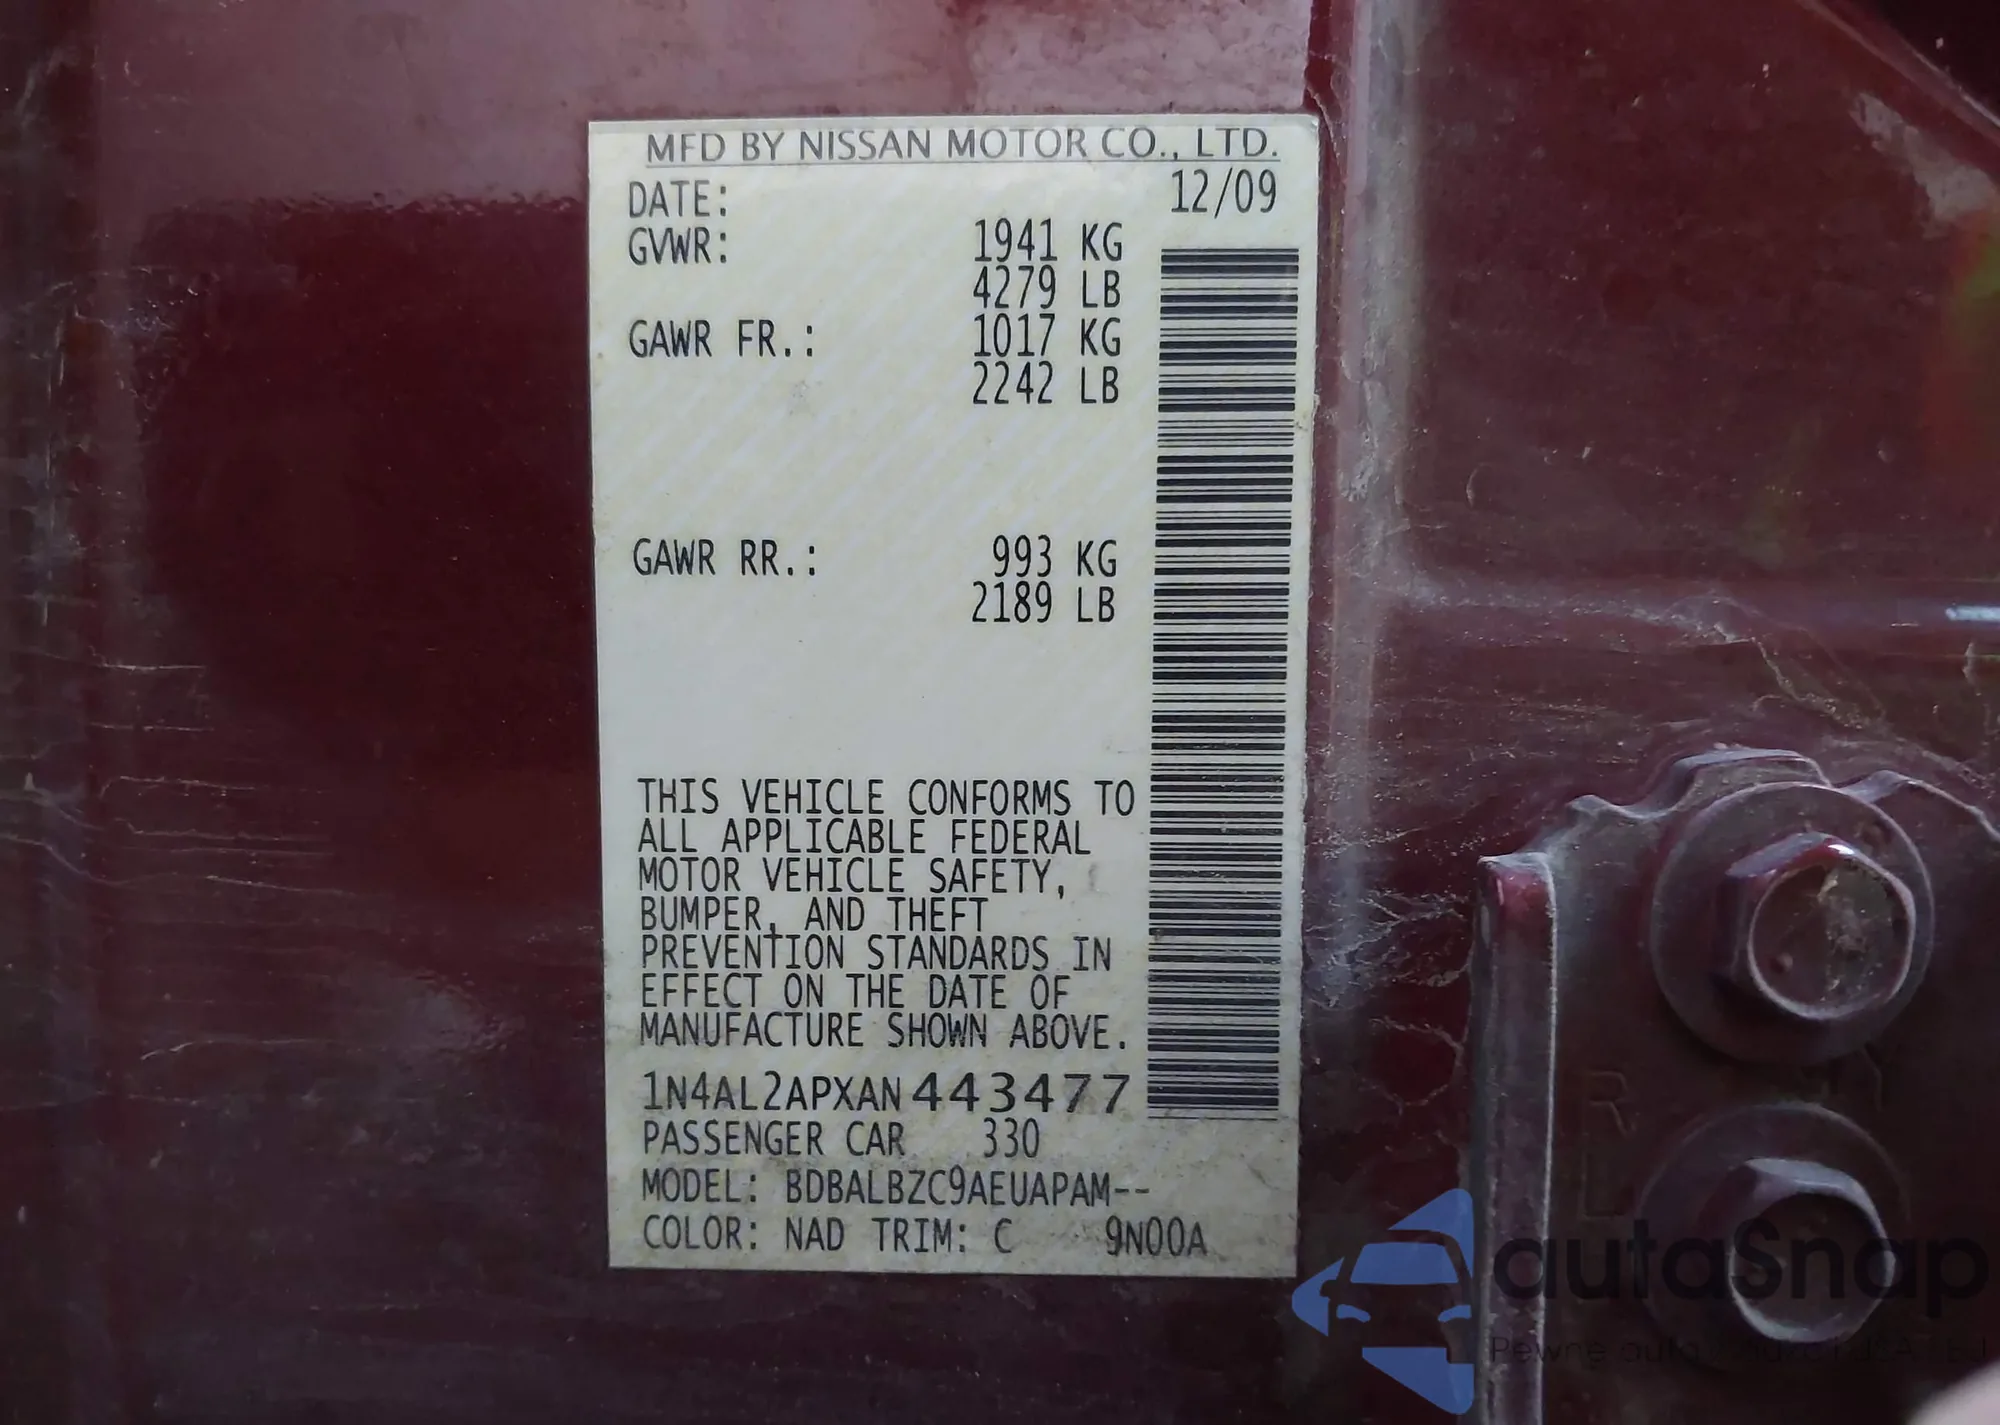 MFD BY NISSAN MOTOR CO., LTD.
DATE: 12/09
GVWR: 1941 KG
4279 LB
GAWR FR.: 1017 KG
2242 LB
GAWR RR.: 993 KG
2189 LB
THIS VEHICLE CONFORMS TO
ALL APPLICABLE FEDERAL
MOTOR VEHICLE SAFETY,
BUMPER, AND THEFT
PREVENTION STANDARDS IN
EFFECT ON THE DATE OF
MANUFACTURE SHOWN ABOVE.
1N4AL2APXAN443477
PASSENGER CAR 330
MODEL: BDBALBZC9AEUAPAM--
COLOR: NAD TRIM: C 9N00A
autaSnap
Pewne auta